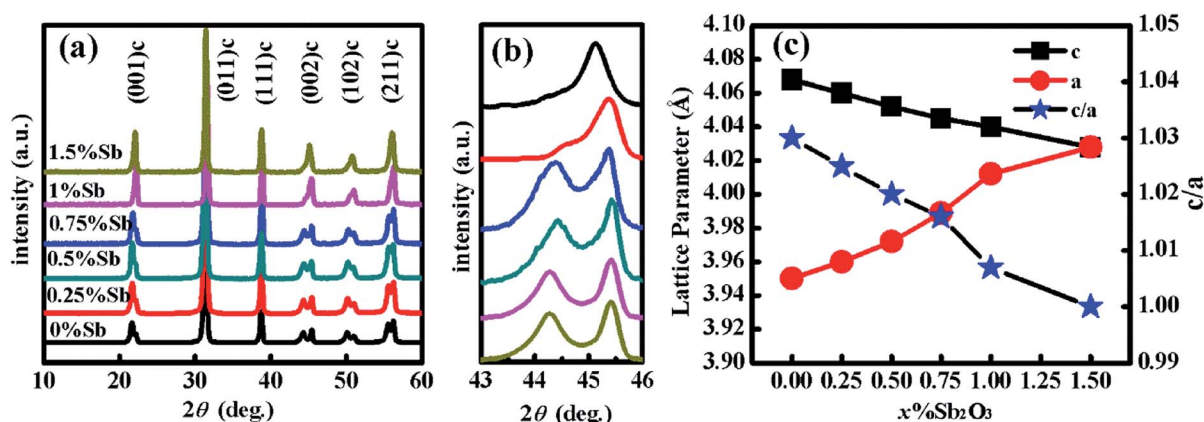 (a)
(001)c
(011)c
(111)c
(002)c
(102)c
(211)c
1.5%Sb
1%Sb
0.75%Sb
0.5%Sb
0.25%Sb
0%Sb
intensity (a.u.)
10 20 30 40 50 60
2θ (deg.)
(b)
intensity (a.u.)
43 44 45 46
2θ (deg.)
(c)
c
a
c/a
Lattice Parameter (Å)
4.10
4.08
4.06
4.04
4.02
4.00
3.98
3.96
3.94
3.92
3.90
1.05
1.04
1.03
1.02
1.01
1.00
0.99
c/a
0.00 0.25 0.50 0.75 1.00 1.25 1.50
x%Sb₂O₃